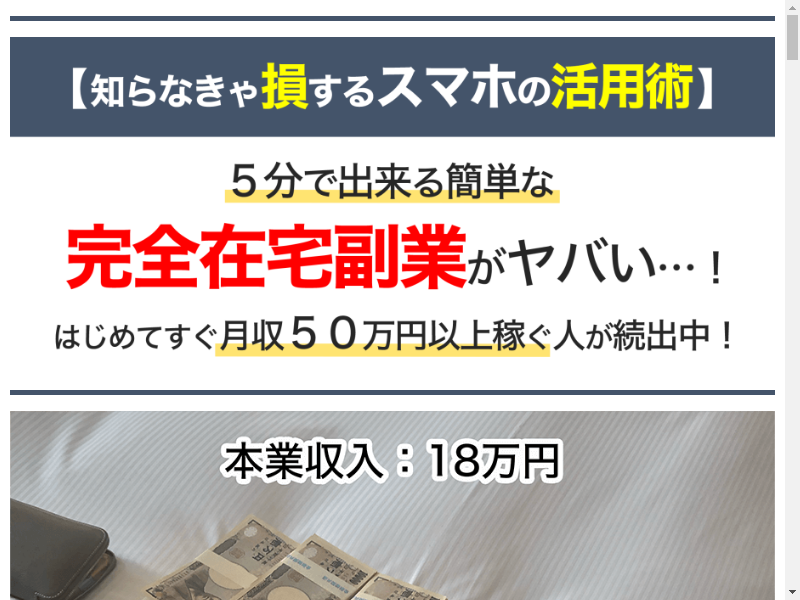 【知らなきゃ損するスマホの活用術】
５分で出来る簡単な
完全在宅副業がヤバい…！
はじめてすぐ月収５０万円以上稼ぐ人が続出中！
本業収入：18万円